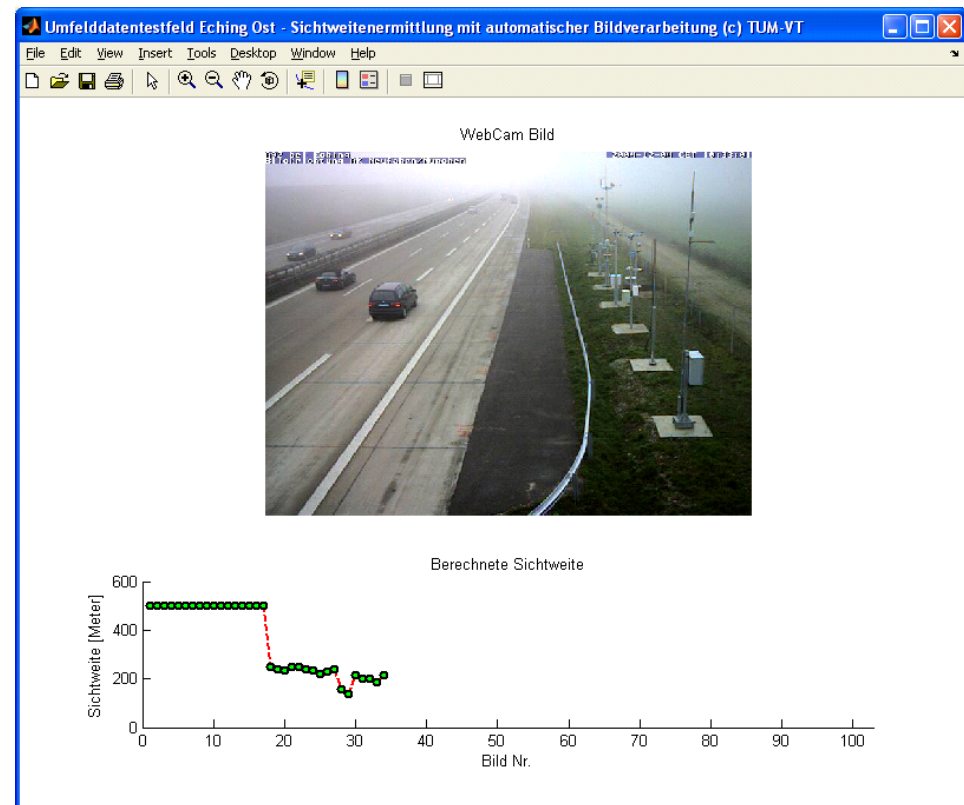 Umfelddatentestfeld Eching Ost - Sichtweitenermittlung mit automatischer Bildverarbeitung (c) TUM-VT
File Edit View Insert Tools Desktop Window Help
WebCam Bild
Berechnete Sichtweite
Sichtweite [Meter]
600
400
200
0
0 10 20 30 40 50 60 70 80 90 100
Bild Nr.